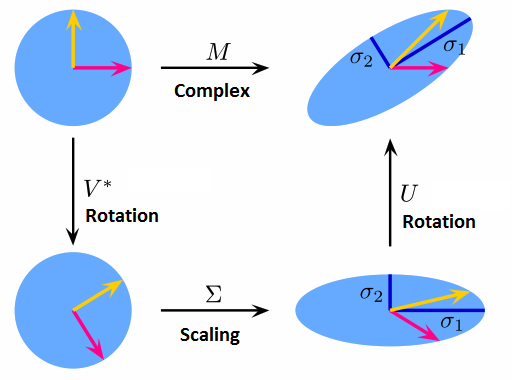 M
Complex
σ₂
σ₁
V*
Rotation
U
Rotation
Σ
Scaling
σ₂
σ₁